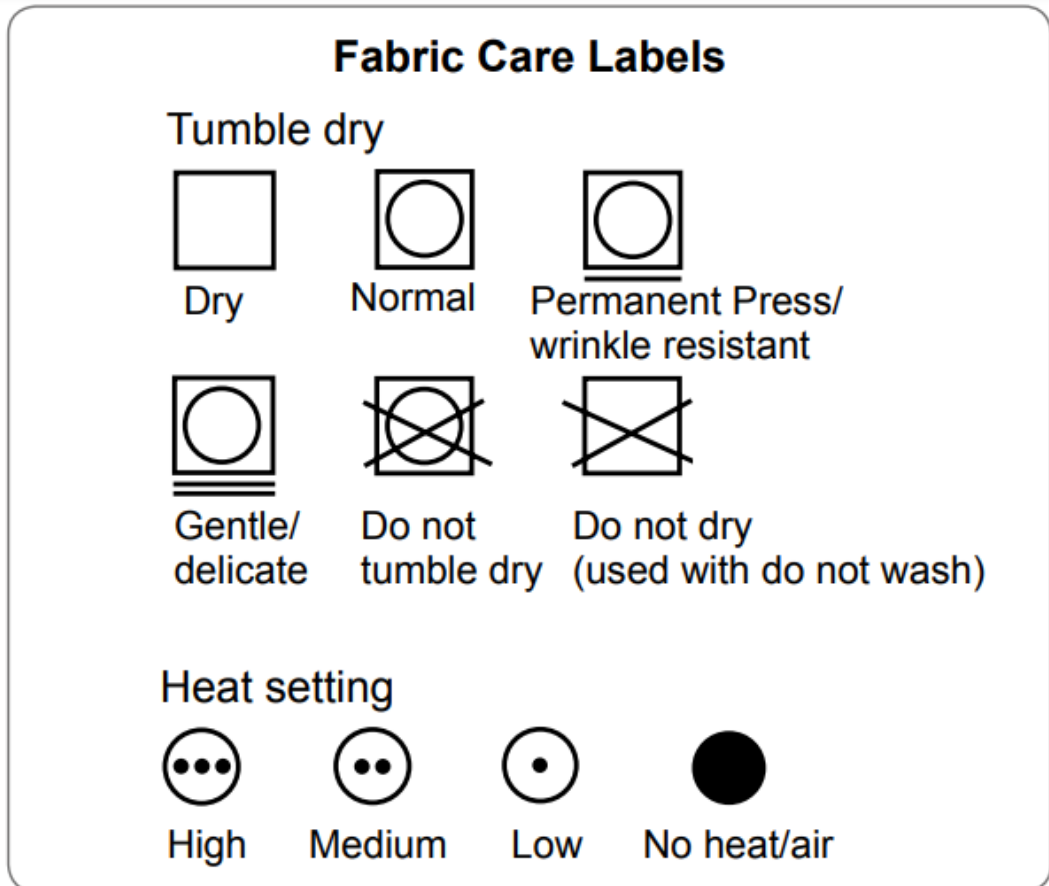 Fabric Care Labels
Tumble dry
Dry
Normal
Permanent Press/
wrinkle resistant
Gentle/
delicate
Do not
tumble dry
Do not dry
(used with do not wash)
Heat setting
High
Medium
Low
No heat/air